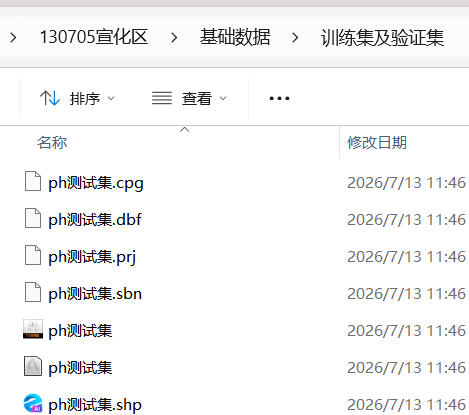 130705宣化区 基础数据 训练集及验证集
排序 查看
名称 修改日期
ph测试集.cpg 2026/7/13 11:46
ph测试集.dbf 2026/7/13 11:46
ph测试集.prj 2026/7/13 11:46
ph测试集.sbn 2026/7/13 11:46
ph测试集 2026/7/13 11:46
ph测试集 2026/7/13 11:46
ph测试集.shp 2026/7/13 11:46